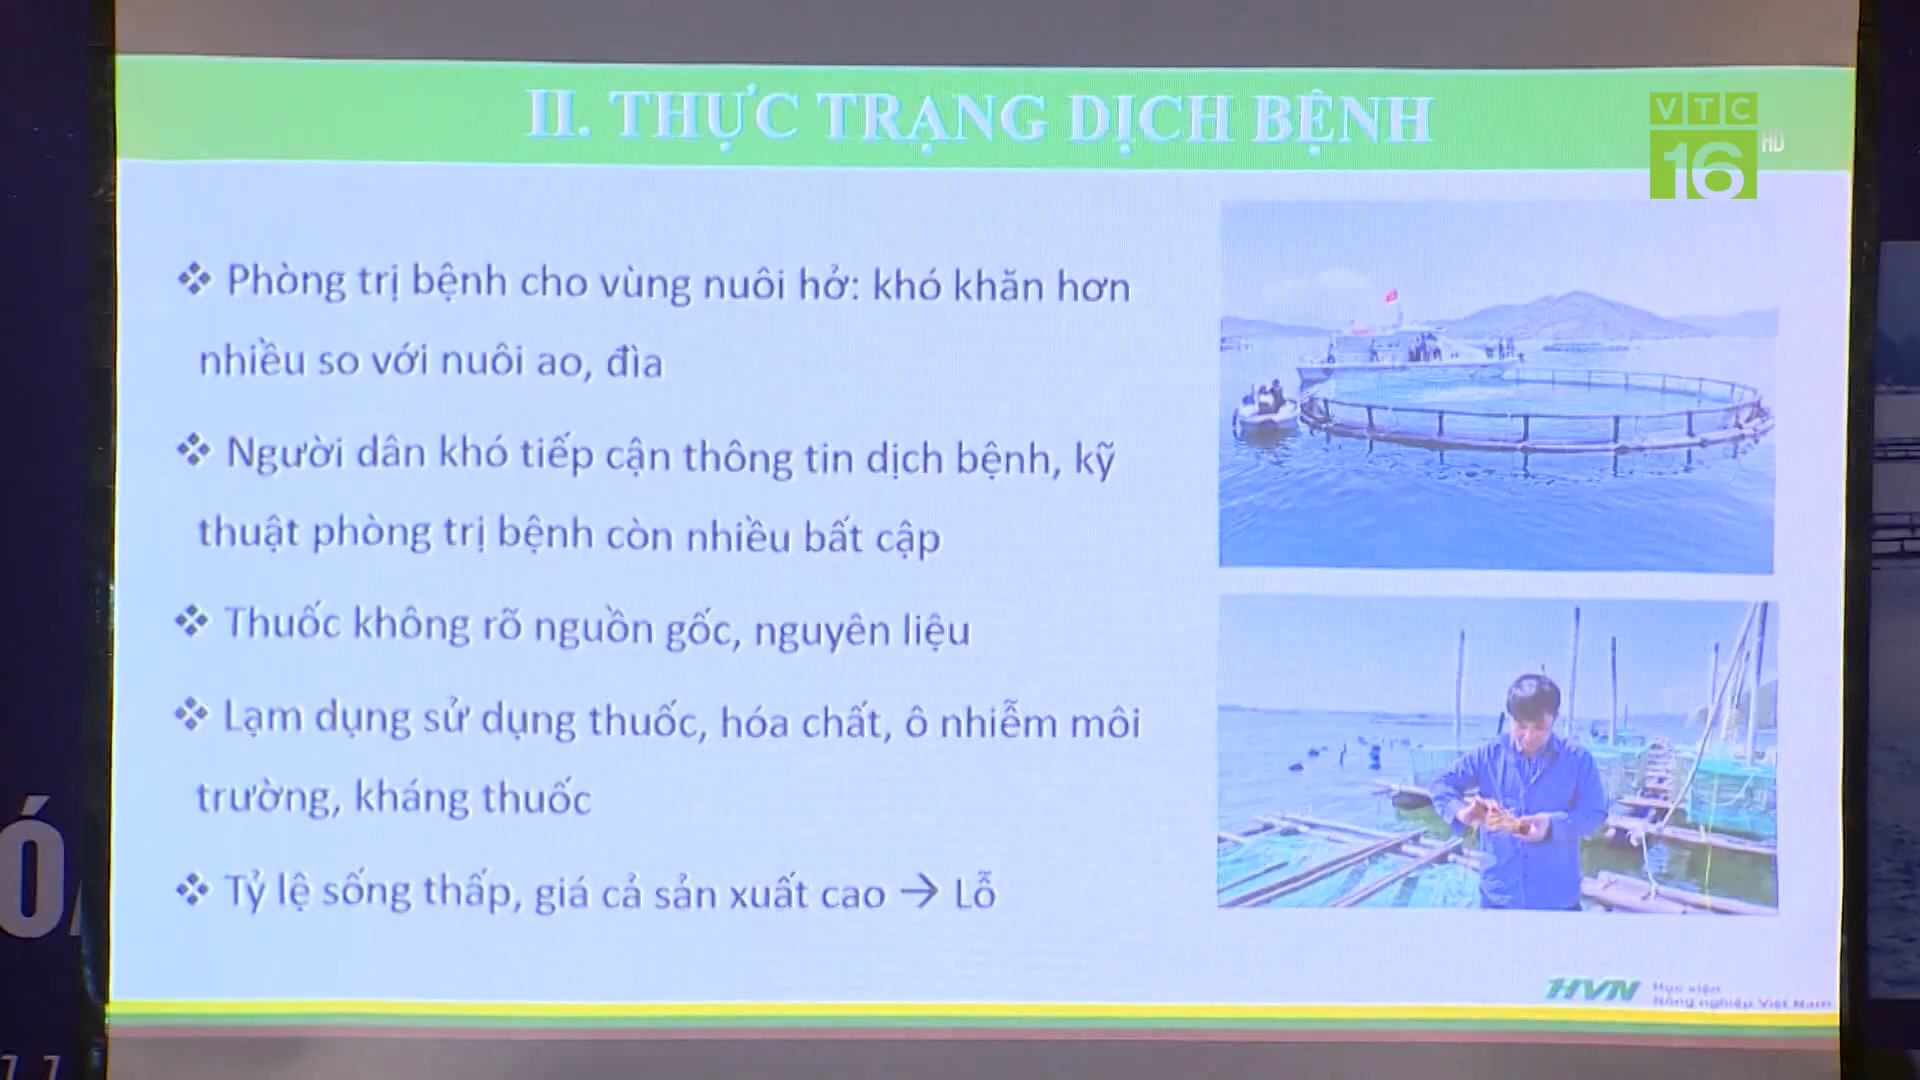 II. THỰC TRẠNG DỊCH BỆNH
VTC
16 HD
❖ Phòng trị bệnh cho vùng nuôi hở: khó khăn hơn
nhiều so với nuôi ao, đìa
❖ Người dân khó tiếp cận thông tin dịch bệnh, kỹ
thuật phòng trị bệnh còn nhiều bất cập
❖ Thuốc không rõ nguồn gốc, nguyên liệu
❖ Lạm dụng sử dụng thuốc, hóa chất, ô nhiễm môi
trường, kháng thuốc
❖ Tỷ lệ sống thấp, giá cả sản xuất cao → Lỗ
HVN Học viện
Nông nghiệp Việt Nam